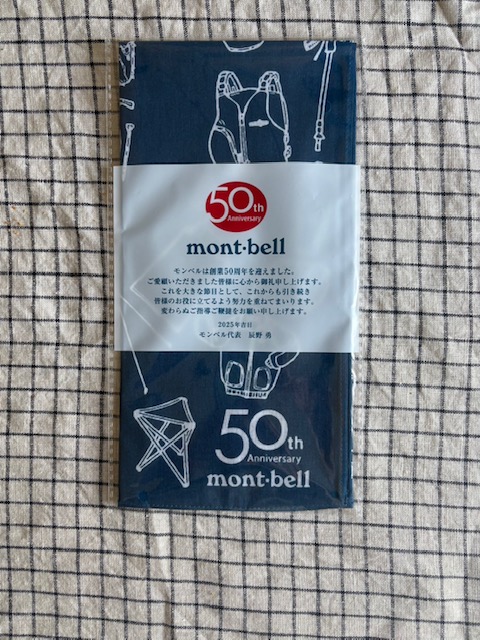 50th
Anniversary
mont·bell
モンベルは創業50周年を迎えました。
ご愛顧いただきました皆様に心から御礼申し上げます。
これを大きな節目として、これからも引き続き
皆様のお役に立てるよう努力を重ねてまいります。
変わらぬご指導ご鞭撻をお願い申し上げます。
2025年吉日
モンベル代表 辰野 勇
50th
Anniversary
mont·bell